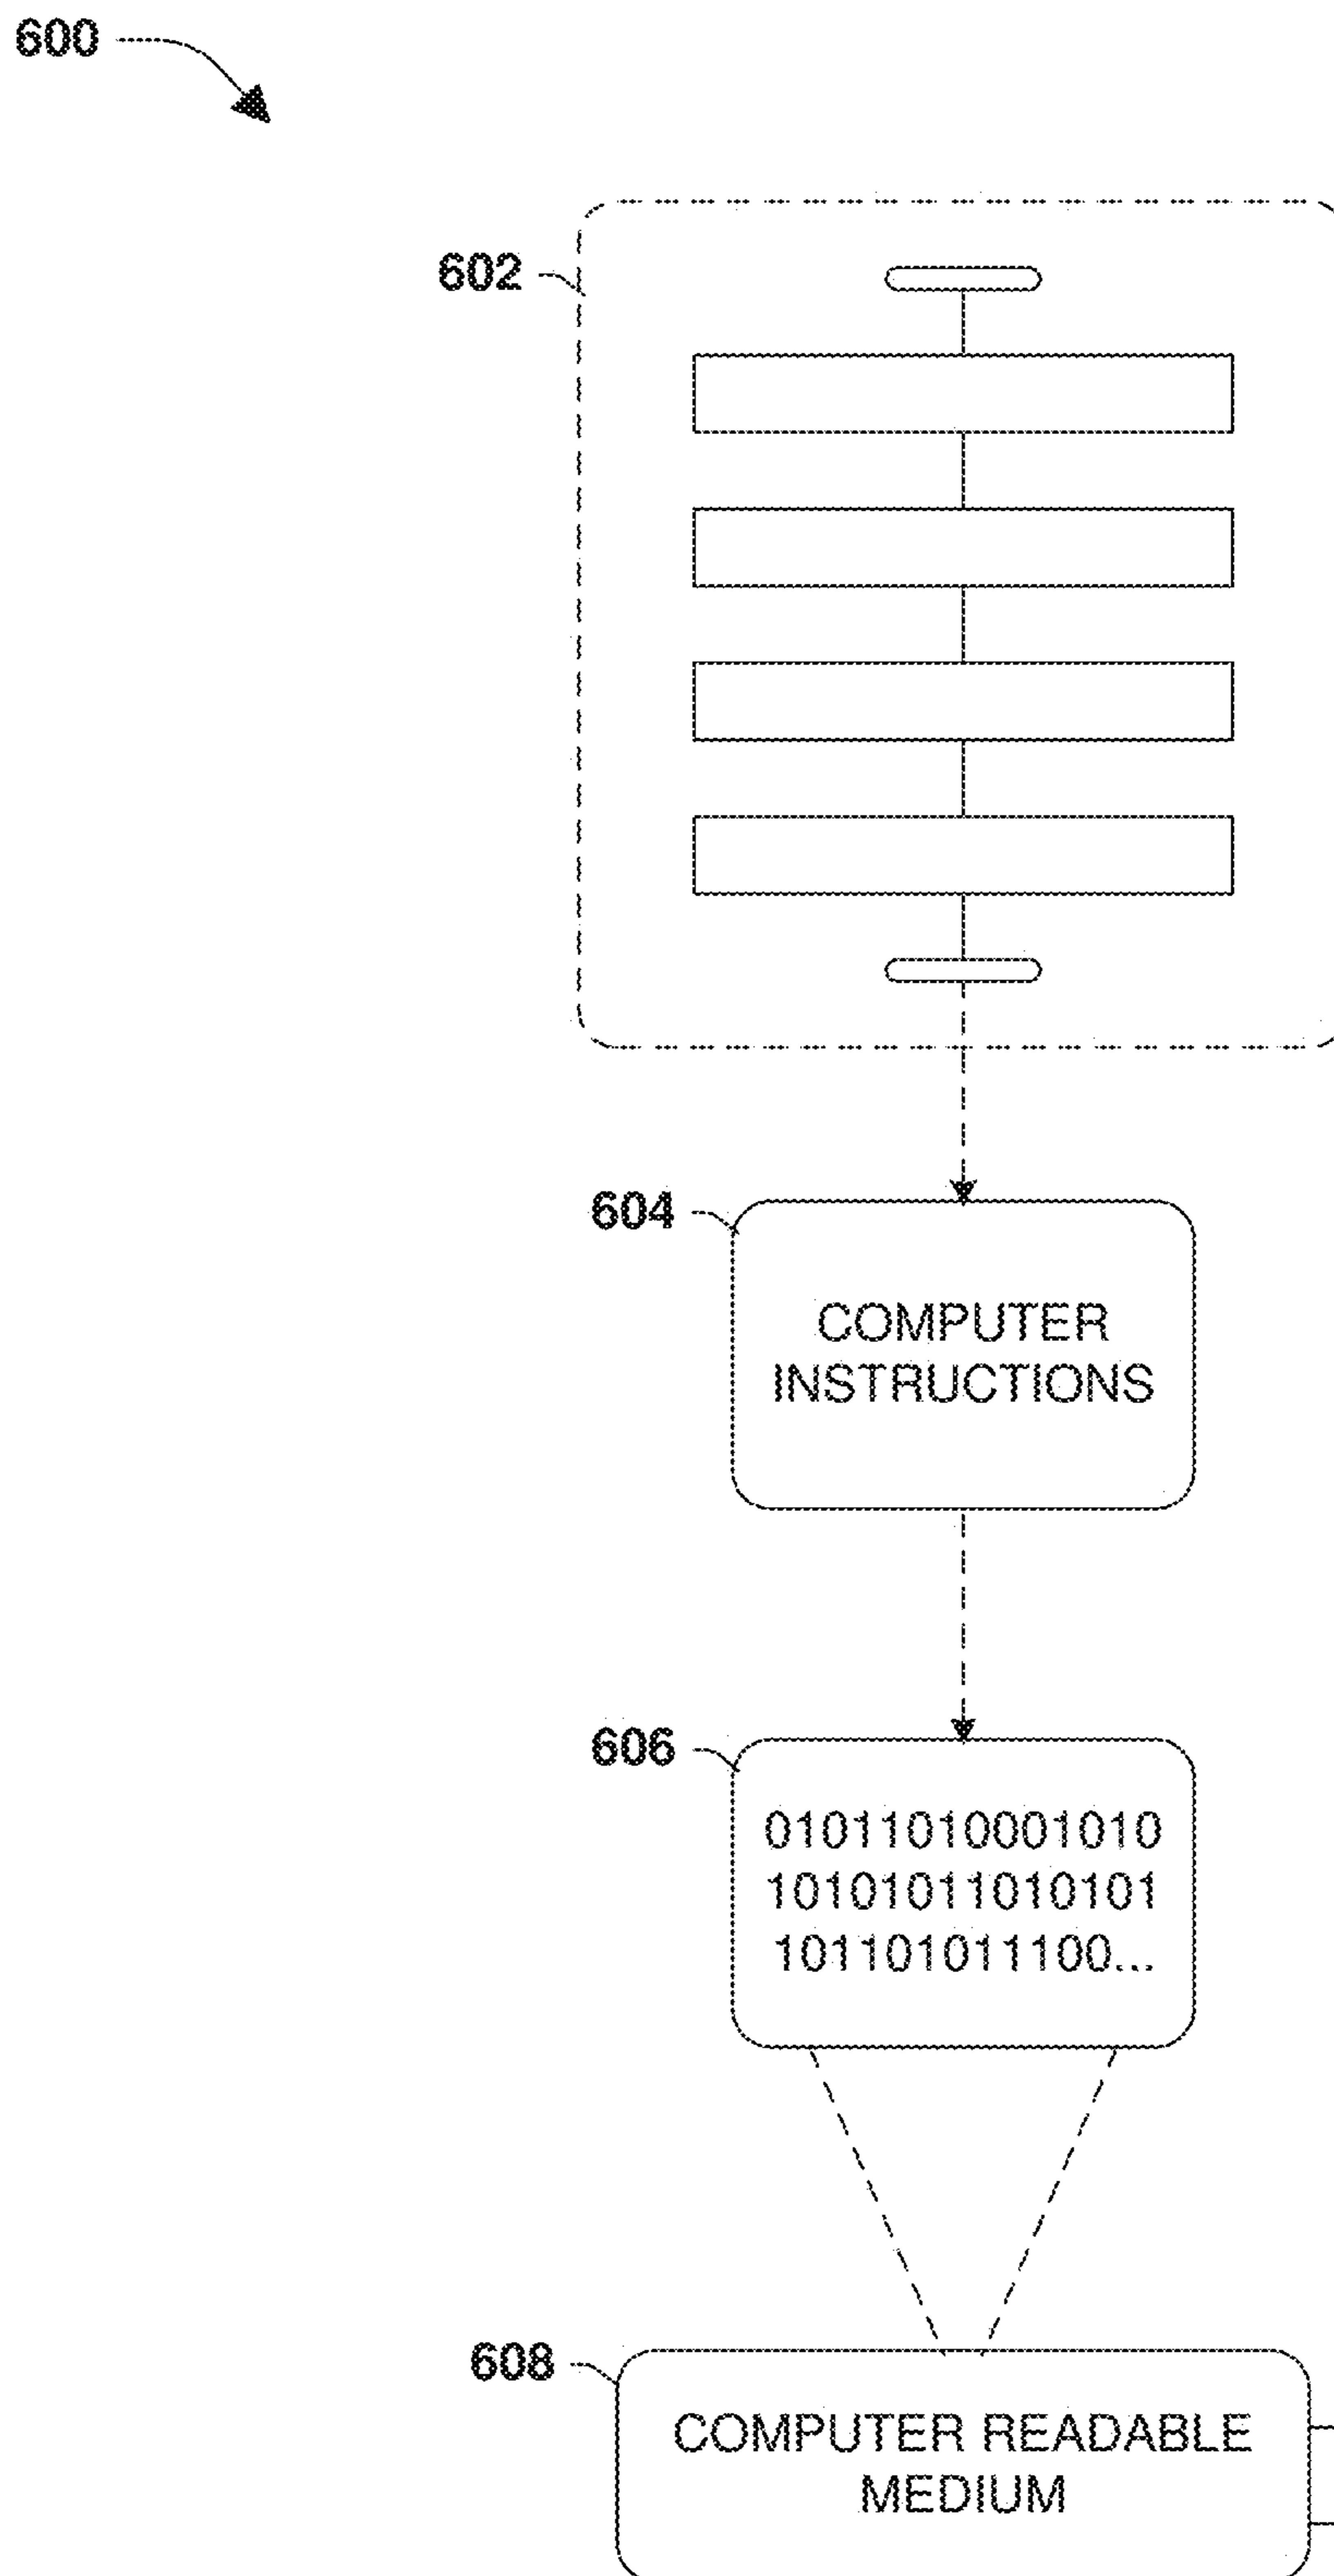 600
602
604
COMPUTER
INSTRUCTIONS
606
01011010001010
10101011010101
101101011100...
608
COMPUTER READABLE
MEDIUM